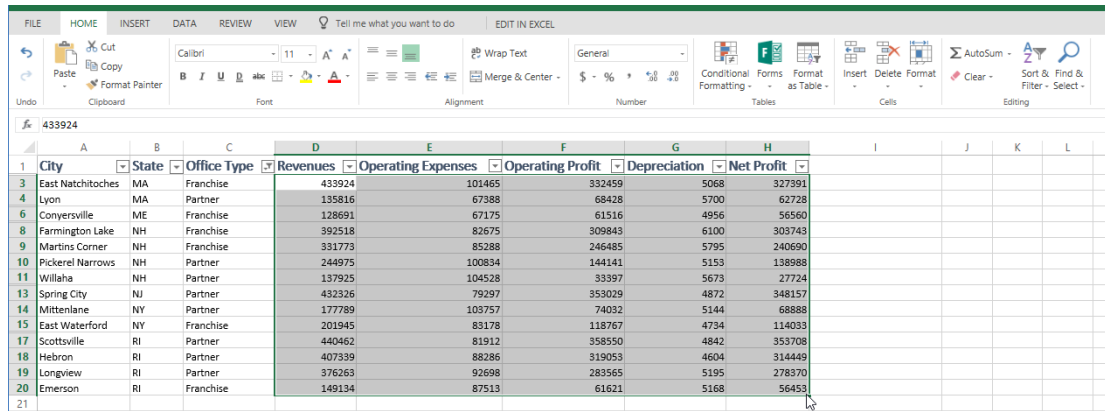 FILE HOME INSERT DATA REVIEW VIEW Tell me what you want to do EDIT IN EXCEL
Cut
Copy
Format Painter
Paste
Calibri 11 A A
B I U D abc A
Wrap Text
Merge & Center
General
$ - % , .00 .00
Conditional Formatting Forms Format as Table
Insert Delete Format
AutoSum
Clear
Sort & Filter Find & Select
Undo Clipboard Font Alignment Number Tables Cells Editing
fx 433924
A B C D E F G H I J K L
1 City State Office Type Revenues Operating Expenses Operating Profit Depreciation Net Profit
3 East Natchitoches MA Franchise 433924 101465 332459 5068 327391
4 Lyon MA Partner 135816 67388 68428 5700 62728
6 Conyersville ME Franchise 128691 67175 61516 4956 56560
8 Farmington Lake NH Franchise 392518 82675 309843 6100 303743
9 Martins Corner NH Franchise 331773 85288 246485 5795 240690
10 Pickerel Narrows NH Partner 244975 100834 144141 5153 138988
11 Willaha NH Partner 137925 104528 33397 5673 27724
13 Spring City NJ Partner 432326 79297 353029 4872 348157
14 Mittenlane NY Partner 177789 103757 74032 5144 68888
15 East Waterford NY Franchise 201945 83178 118767 4734 114033
17 Scottsville RI Partner 440462 81912 358550 4842 353708
18 Hebron RI Partner 407339 88286 319053 4604 314449
19 Longview RI Partner 376263 92698 283565 5195 278370
20 Emerson RI Franchise 149134 87513 61621 5168 56453
21